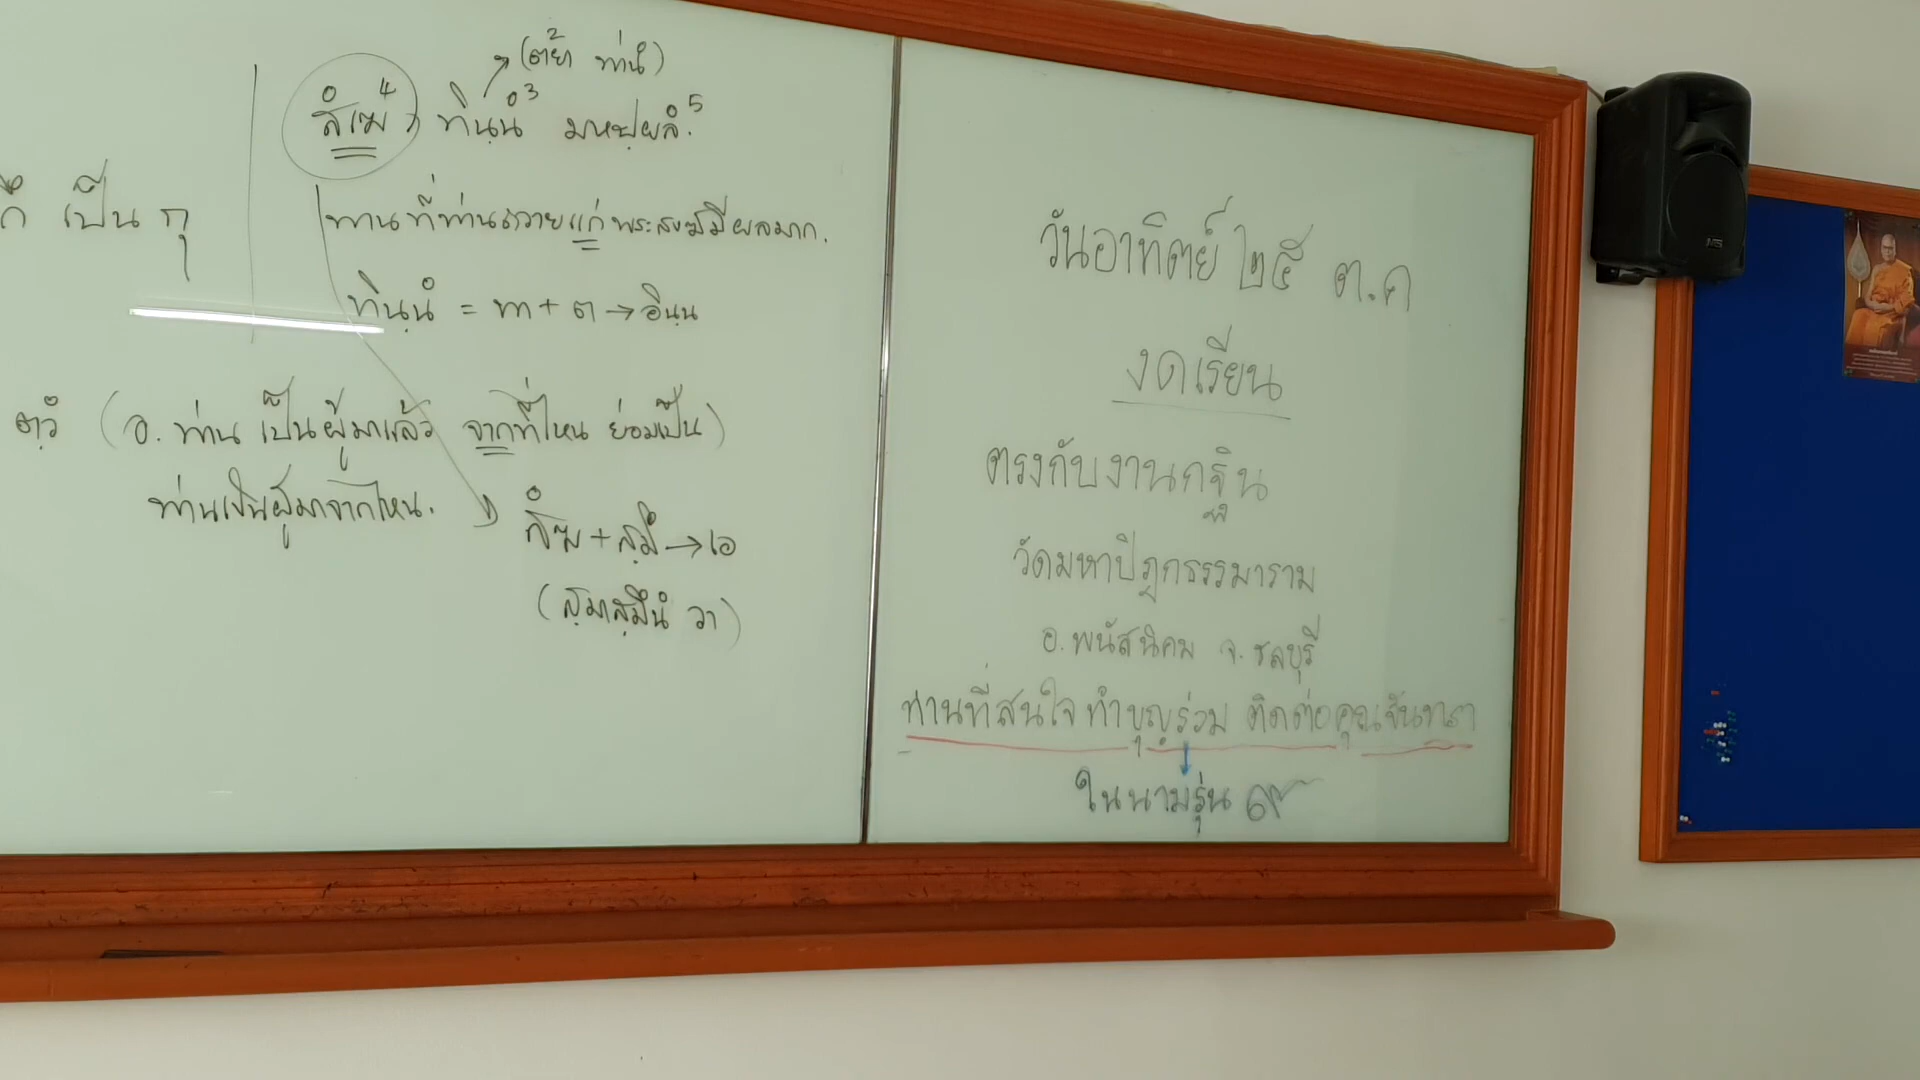 (ตยา ท่านํ) ๒
สํเฆ ๔ ทินฺนํ ๓ มหปฺผลํ. ๕
เป็น กุ
ทานที่ท่านถวายแก่พระสงฆ์มีผลมาก.
ทินฺนํ = ทา + ต → อินฺน
ตฺวํ (อ. ท่าน เป็นผู้มาแล้ว จากที่ไหน ย่อมเป็น)
ท่านเป็นผู้มาจากไหน.
สํฆ + สฺมึ → เอ
(สฺมาสฺมึนํ วา)
วันอาทิตย์ ๒๕ ต.ค
งดเรียน
ตรงกับงานกฐิน
วัดมหาปิฎกธรรมาราม
อ.พนัสนิคม จ.ชลบุรี
ท่านที่สนใจทำบุญร่วม ติดต่อคุณจันทรา
ในนามรุ่น ๙